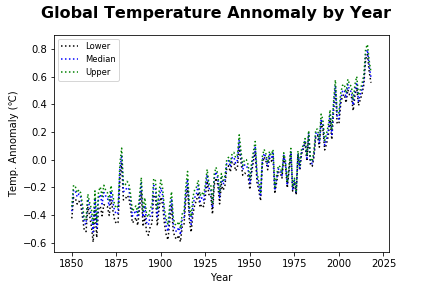 Global Temperature Annomaly by Year
Lower
Median
Upper
Temp. Annomaly (℃)
0.8
0.6
0.4
0.2
0.0
−0.2
−0.4
−0.6
1850 1875 1900 1925 1950 1975 2000 2025
Year